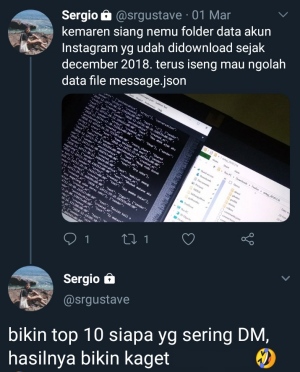 Sergio 🔒 @srgustave · 01 Mar
kemaren siang nemu folder data akun
Instagram yg udah didownload sejak
december 2018. terus iseng mau ngolah
data file message.json
1 1
Sergio 🔒
@srgustave
bikin top 10 siapa yg sering DM,
hasilnya bikin kaget 🤣